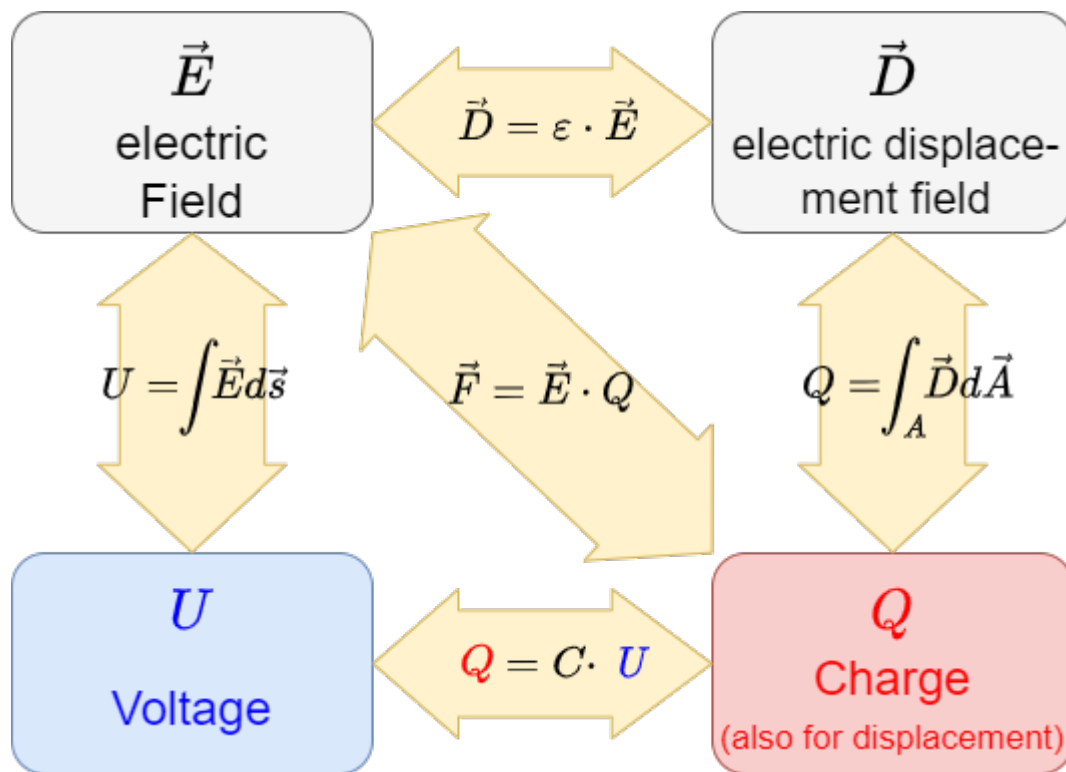 E⃗
electric
Field
D⃗ = ε · E⃗
D⃗
electric displace-
ment field
U = ∫ E⃗ds⃗
F⃗ = E⃗ · Q
Q = ∫_A D⃗dA⃗
U
Voltage
Q = C· U
Q
Charge
(also for displacement)